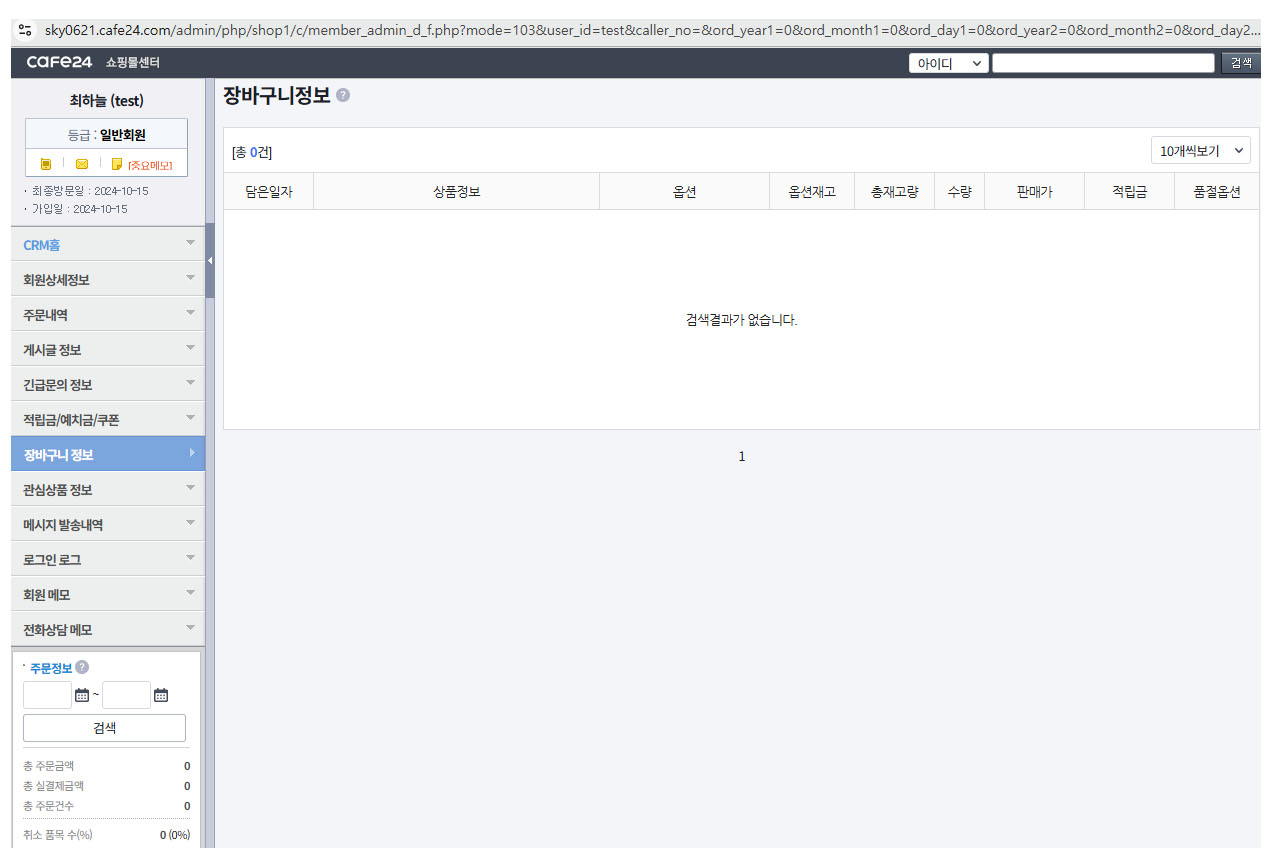 sky0621.cafe24.com/admin/php/shop1/c/member_admin_d_f.php?mode=103&user_id=test&caller_no=&ord_year1=0&ord_month1=0&ord_day1=0&ord_year2=0&ord_month2=0&ord_day2...
cafe24 쇼핑몰센터 아이디 검색
최하늘 (test)
등급 : 일반회원
[중요메모]
· 최종방문일 : 2024-10-15
· 가입일 : 2024-10-15
CRM홈
회원상세정보
주문내역
게시글 정보
긴급문의 정보
적립금/예치금/쿠폰
장바구니 정보
관심상품 정보
메시지 발송내역
로그인 로그
회원 메모
전화상담 메모
· 주문정보 ?
~
검색
총 주문금액 0
총 실결제금액 0
총 주문건수 0
취소 품목 수(%) 0 (0%)
장바구니정보 ?
[총 0건] 10개씩보기
담은일자 상품정보 옵션 옵션재고 총재고량 수량 판매가 적립금 품절옵션
검색결과가 없습니다.
1